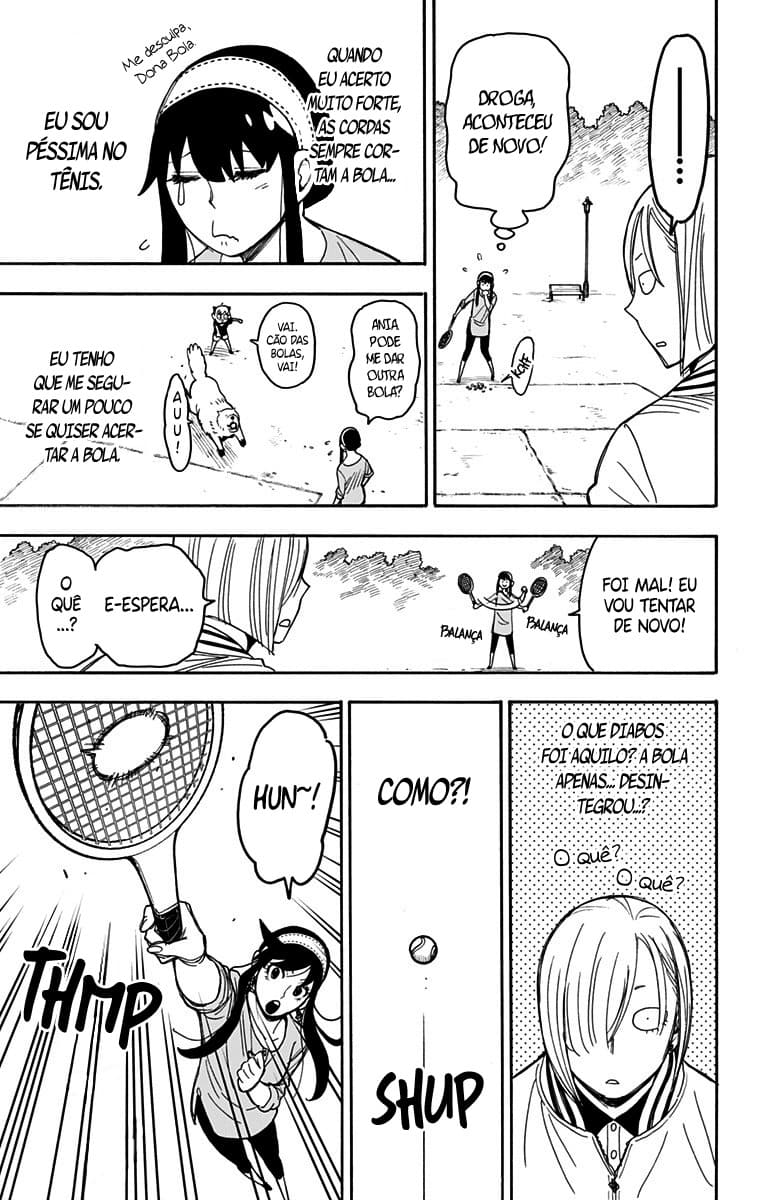 !
DROGA,
ACONTECEU
DE NOVO!
KOFF
QUANDO
EU ACERTO
MUITO FORTE,
AS CORDAS
SEMPRE COR-
TAM A BOLA...
Me desculpa,
Dona Bola.
EU SOU
PÉSSIMA NO
TÊNIS.
ANIA
PODE
ME DAR
OUTRA
BOLA?
VAI.
CÃO DAS
BOLAS,
VAI!
AUU!
EU TENHO
QUE ME SEGU-
RAR UM POUCO
SE QUISER ACER-
TAR A BOLA.
FOI MAL! EU
VOU TENTAR
DE NOVO!
BALANÇA
BALANÇA
E-ESPERA...
O
QUÊ
...?
O QUE DIABOS
FOI AQUILO? A BOLA
APENAS... DESIN-
TEGROU..?
O QUÊ?
O QUÊ?
COMO?!
SHUP
HUN~!
THMP